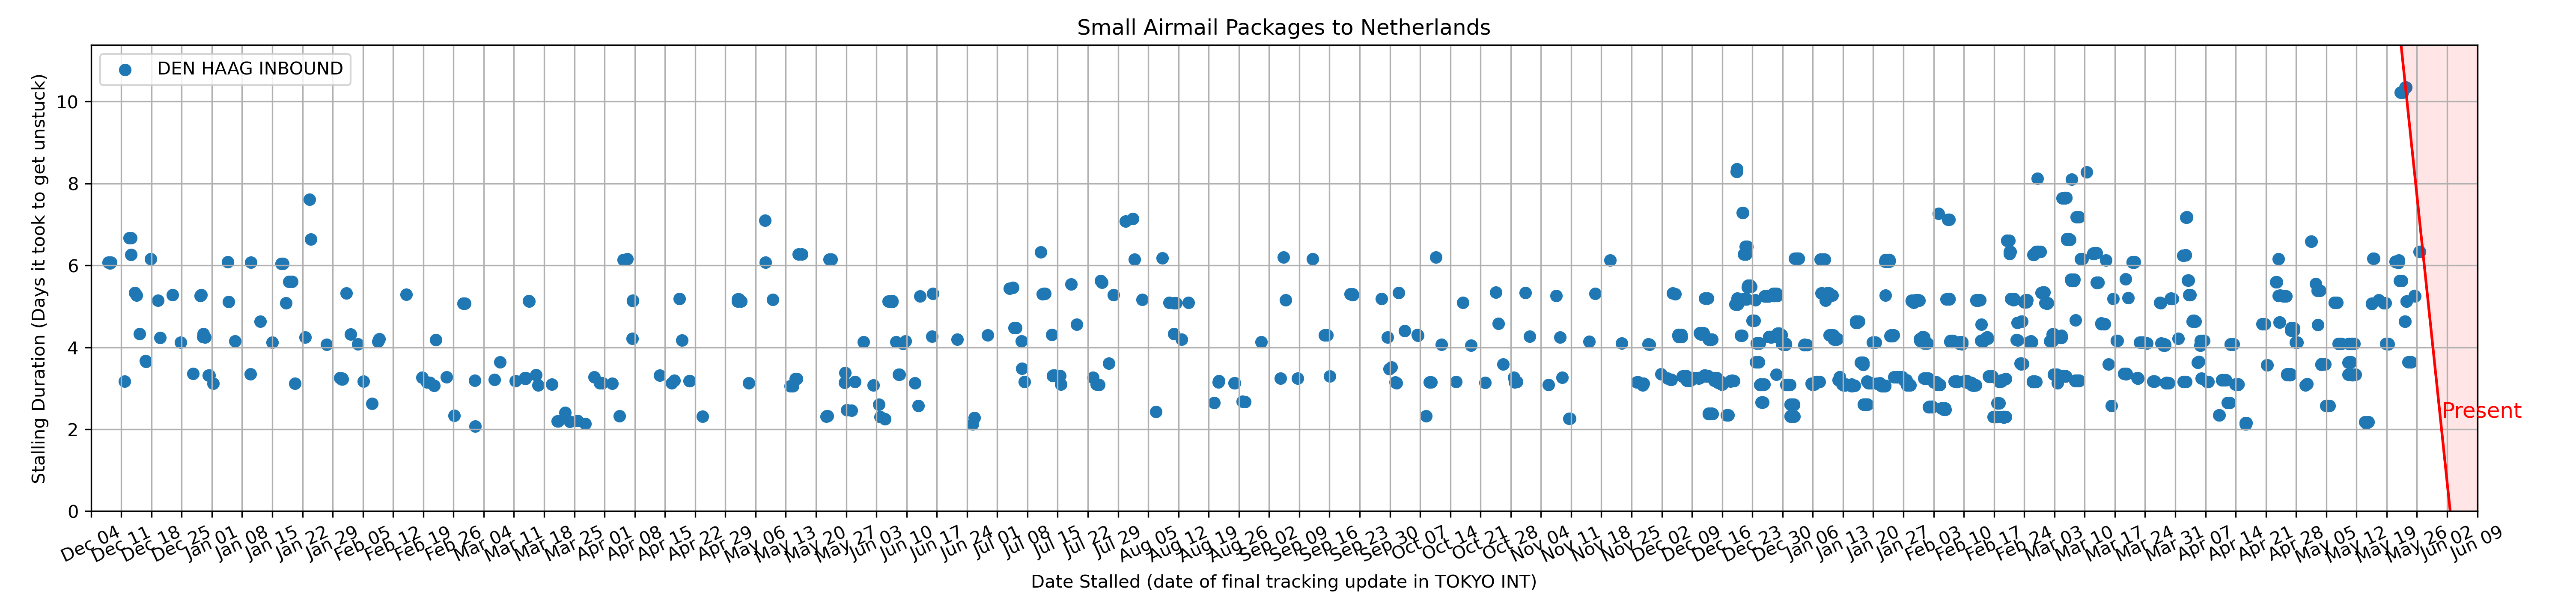 Small Airmail Packages to Netherlands
DEN HAAG INBOUND
Stalling Duration (Days it took to get unstuck)
10
8
6
4
2
0
Present
Dec 04
Dec 11
Dec 18
Dec 25
Jan 01
Jan 08
Jan 15
Jan 22
Jan 29
Feb 05
Feb 12
Feb 19
Feb 26
Mar 04
Mar 11
Mar 18
Mar 25
Apr 01
Apr 08
Apr 15
Apr 22
Apr 29
May 06
May 13
May 20
May 27
Jun 03
Jun 10
Jun 17
Jun 24
Jul 01
Jul 08
Jul 15
Jul 22
Jul 29
Aug 05
Aug 12
Aug 19
Aug 26
Sep 02
Sep 09
Sep 16
Sep 23
Sep 30
Oct 07
Oct 14
Oct 21
Oct 28
Nov 04
Nov 11
Nov 18
Nov 25
Dec 02
Dec 09
Dec 16
Dec 23
Dec 30
Jan 06
Jan 13
Jan 20
Jan 27
Feb 03
Feb 10
Feb 17
Feb 24
Mar 03
Mar 10
Mar 17
Mar 24
Mar 31
Apr 07
Apr 14
Apr 21
Apr 28
May 05
May 12
May 19
May 26
Jun 02
Jun 09
Date Stalled (date of final tracking update in TOKYO INT)